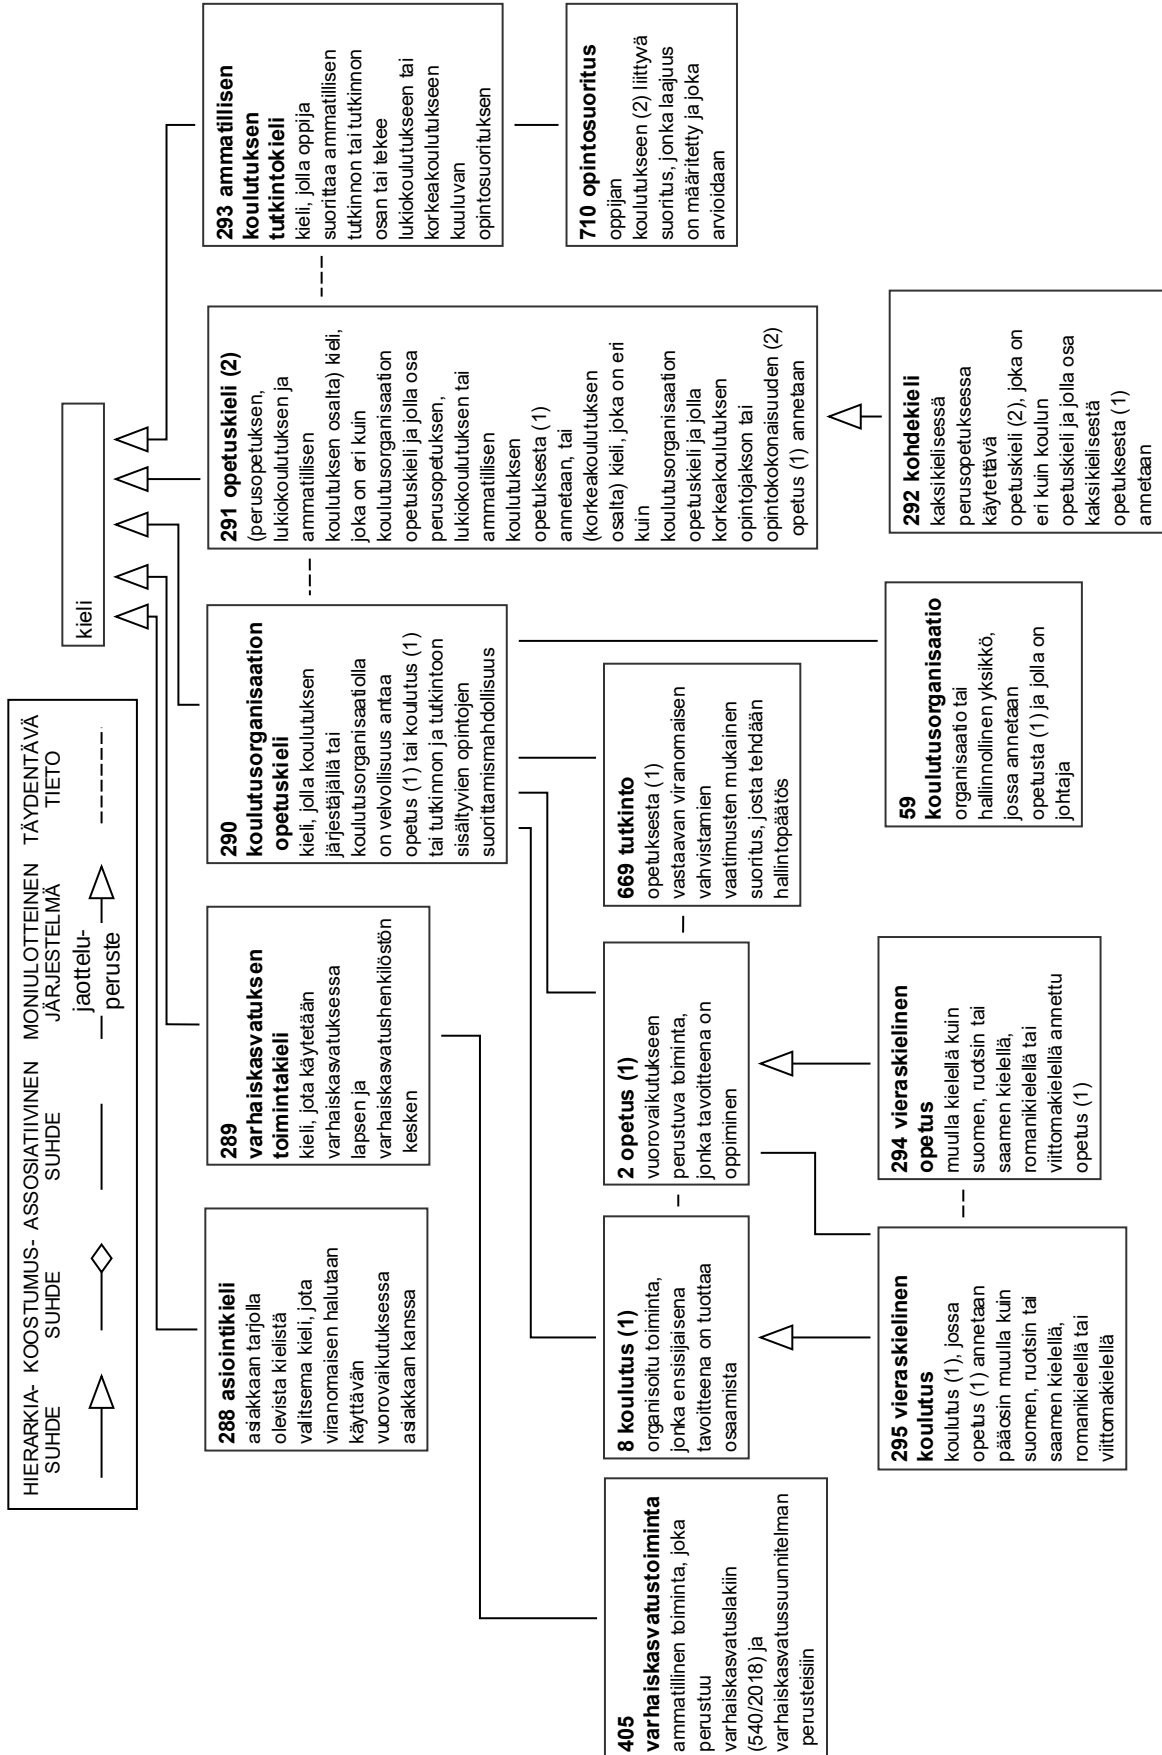 HIERARKIA-
SUHDE
KOOSTUMUS-
SUHDE
ASSOSIATIIVINEN
SUHDE
MONIULOTTEINEN
JÄRJESTELMÄ
jaottelu-
peruste
TÄYDENTÄVÄ
TIETO
kieli
288 asiointikieli
asiakkaan tarjolla
olevista kielistä
valitsema kieli, jota
viranomaisen halutaan
käyttävän
vuorovaikutuksessa
asiakkaan kanssa
289
varhaiskasvatuksen
toimintakieli
kieli, jota käytetään
varhaiskasvatuksessa
lapsen ja
varhaiskasvatushenkilöstön
kesken
290
koulutusorganisaation
opetuskieli
kieli, jolla koulutuksen
järjestäjällä tai
koulutusorganisaatiolla
on velvollisuus antaa
opetus (1) tai koulutus (1)
tai tutkinnon ja tutkintoon
sisältyvien opintojen
suorittamismahdollisuus
291 opetuskieli (2)
(perusopetuksen,
lukiokoulutuksen ja
ammatillisen
koulutuksen osalta) kieli,
joka on eri kuin
koulutusorganisaation
opetuskieli ja jolla osa
perusopetuksen,
lukiokoulutuksen tai
ammatillisen
koulutuksen
opetuksesta (1)
annetaan, tai
(korkeakoulutuksen
osalta) kieli, joka on eri
kuin
koulutusorganisaation
opetuskieli ja jolla
korkeakoulutuksen
opintojakson tai
opintokokonaisuuden (2)
opetus (1) annetaan
293 ammatillisen
koulutuksen
tutkintokieli
kieli, jolla oppija
suorittaa ammatillisen
tutkinnon tai tutkinnon
osan tai tekee
lukiokoulutukseen tai
korkeakoulutukseen
kuuluvan
opintosuorituksen
405
varhaiskasvatustoiminta
ammatillinen toiminta, joka
perustuu
varhaiskasvatuslakiin
(540/2018) ja
varhaiskasvatussuunnitelman
perusteisiin
8 koulutus (1)
organisoitu toiminta,
jonka ensisijaisena
tavoitteena on tuottaa
osaamista
2 opetus (1)
vuorovaikutukseen
perustuva toiminta,
jonka tavoitteena on
oppiminen
669 tutkinto
opetuksesta (1)
vastaavan viranomaisen
vahvistamien
vaatimusten mukainen
suoritus, josta tehdään
hallintopäätös
710 opintosuoritus
oppijan
koulutukseen (2) liittyvä
suoritus, jonka laajuus
on määritetty ja joka
arvioidaan
295 vieraskielinen
koulutus
koulutus (1), jossa
opetus (1) annetaan
pääosin muulla kuin
suomen, ruotsin tai
saamen kielellä,
romanikielellä tai
viittomakielellä
294 vieraskielinen
opetus
muulla kielellä kuin
suomen, ruotsin tai
saamen kielellä,
romanikielellä tai
viittomakielellä annettu
opetus (1)
59
koulutusorganisaatio
organisaatio tai
hallinnollinen yksikkö,
jossa annetaan
opetusta (1) ja jolla on
johtaja
292 kohdekieli
kaksikielisessä
perusopetuksessa
käytettävä
opetuskieli (2), joka on
eri kuin koulun
opetuskieli ja jolla osa
kaksikielisestä
opetuksesta (1)
annetaan